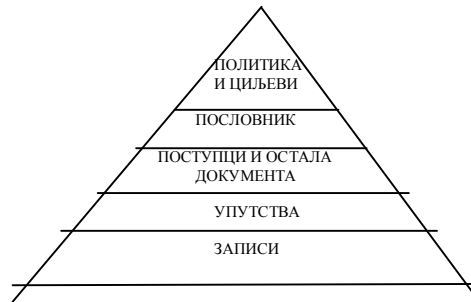 ПОЛИТИКА
И ЦИЉЕВИ
ПОСЛОВНИК
ПОСТУПЦИ И ОСТАЛА
ДОКУМЕНТА
УПУТСТВА
ЗАПИСИ